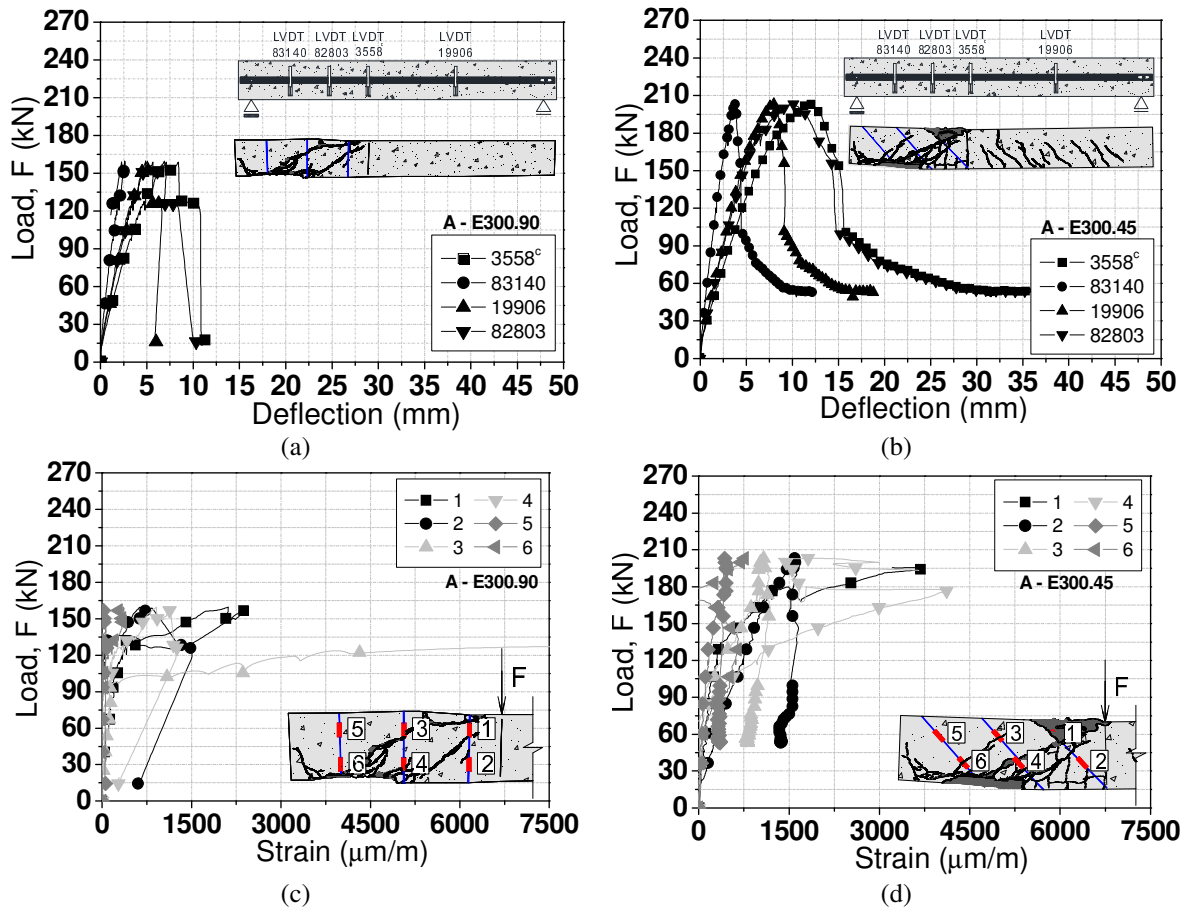 270
240
210
180
150
120
90
60
30
0
Load, F (kN)
LVDT LVDT LVDT LVDT
83140 82803 3558 19906
A - E300.90
3558ᶜ
83140
19906
82803
0 5 10 15 20 25 30 35 40 45 50
Deflection (mm)
(a)
270
240
210
180
150
120
90
60
30
0
Load, F (kN)
LVDT LVDT LVDT LVDT
83140 82803 3558 19906
A - E300.45
3558ᶜ
83140
19906
82803
0 5 10 15 20 25 30 35 40 45 50
Deflection (mm)
(b)
270
240
210
180
150
120
90
60
30
0
Load, F (kN)
1 4
2 5
3 6
A - E300.90
F
5 3 1
6 4 2
0 1500 3000 4500 6000 7500
Strain (μm/m)
(c)
270
240
210
180
150
120
90
60
30
0
Load, F (kN)
1 4
2 5
3 6
A - E300.45
F
5 3 1
6 4 2
0 1500 3000 4500 6000 7500
Strain (μm/m)
(d)